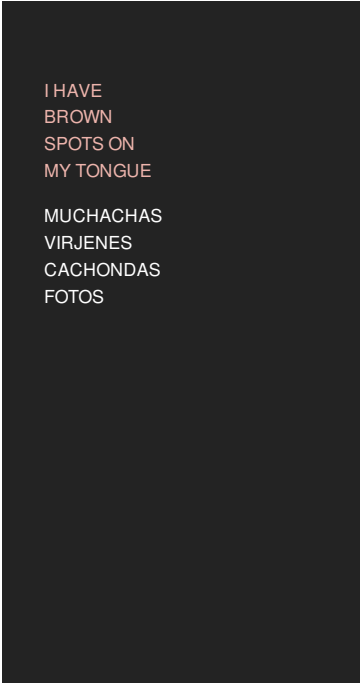 I HAVE
BROWN
SPOTS ON
MY TONGUE
MUCHACHAS
VIRJENES
CACHONDAS
FOTOS